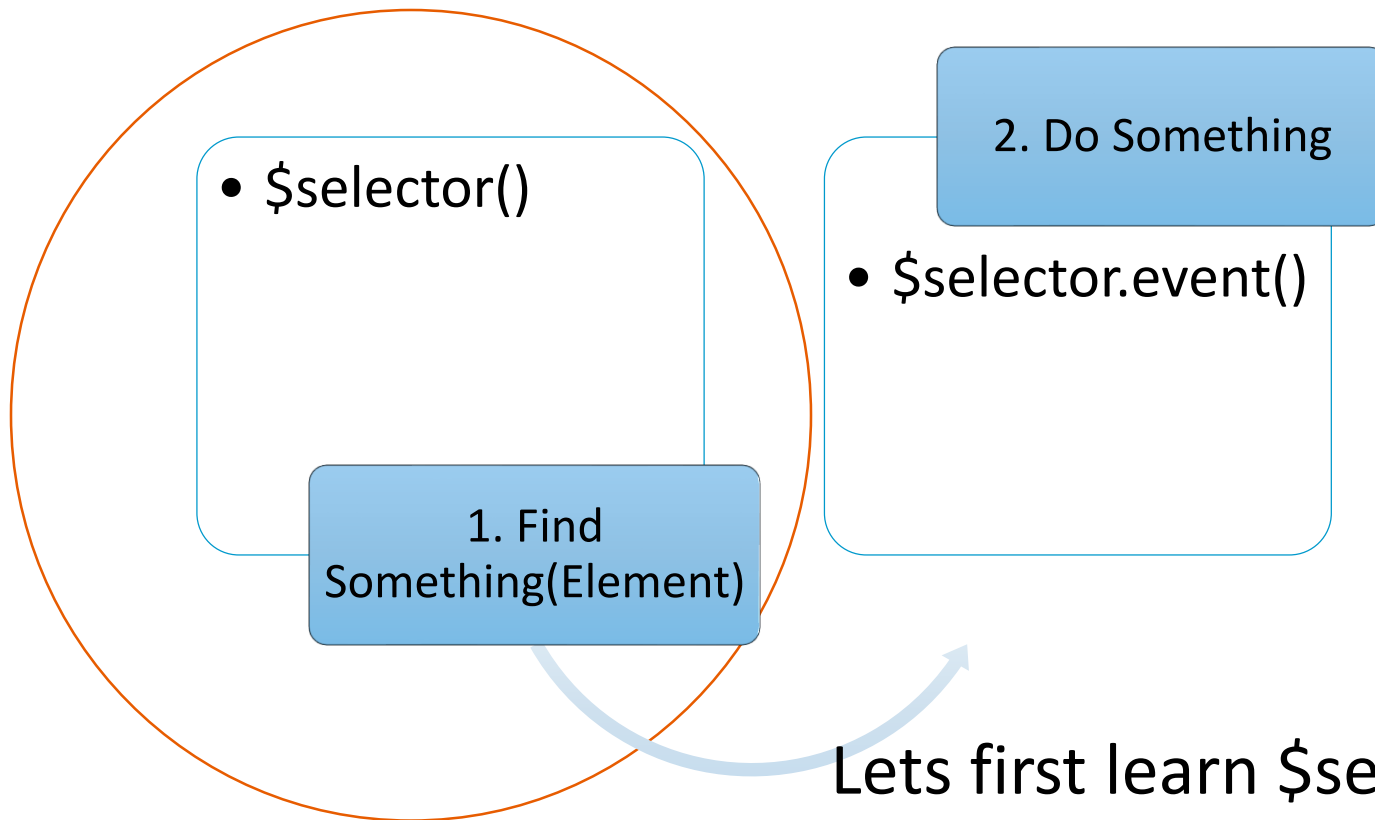 • $selector()
1. Find
Something(Element)
2. Do Something
• $selector.event()
Lets first learn $se